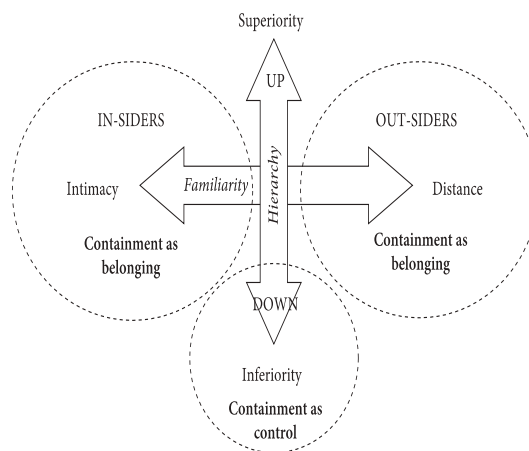 Superiority
UP
IN-SIDERS
OUT-SIDERS
Intimacy
Familiarity
Hierarchy
Distance
Containment as
belonging
Containment as
belonging
DOWN
Inferiority
Containment as
control